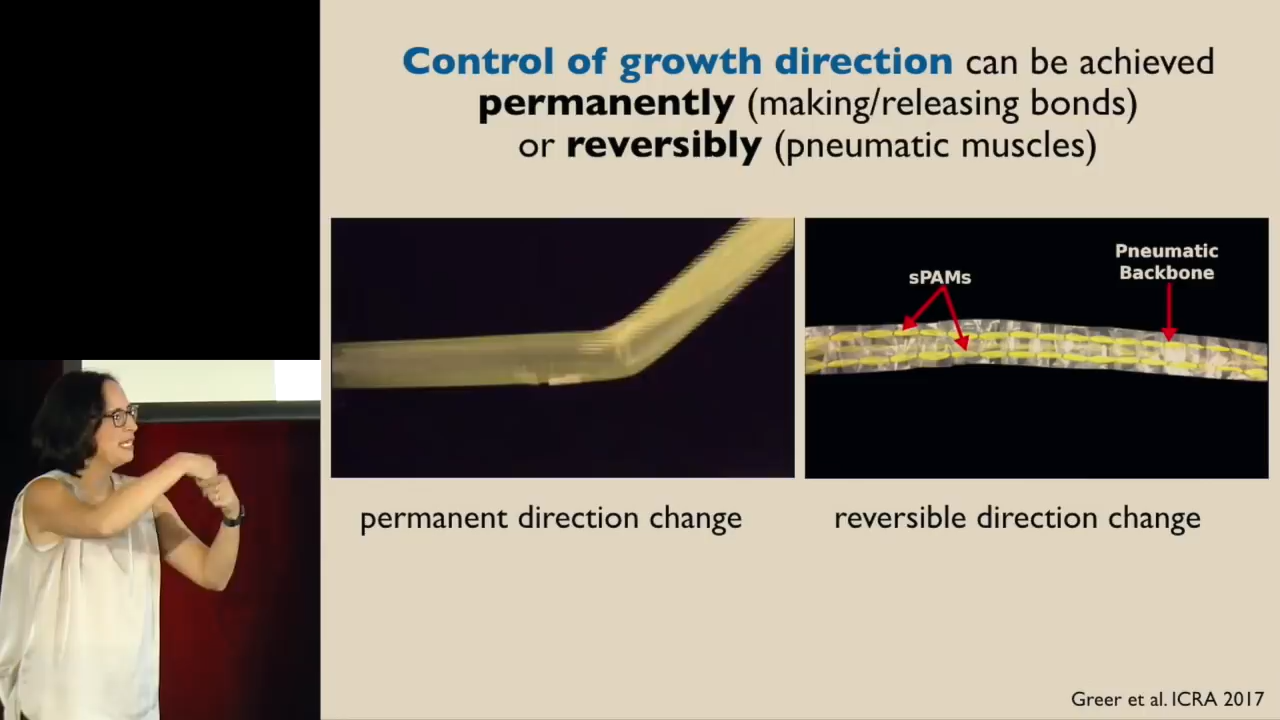 Control of growth direction can be achieved
permanently (making/releasing bonds)
or reversibly (pneumatic muscles)
sPAMs
Pneumatic
Backbone
permanent direction change
reversible direction change
Greer et al. ICRA 2017